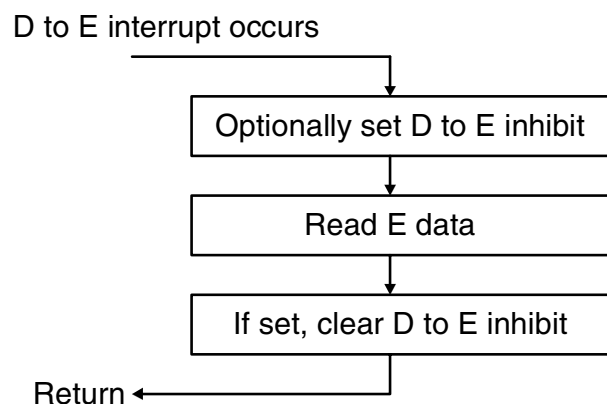 D to E interrupt occurs
Optionally set D to E inhibit
Read E data
If set, clear D to E inhibit
Return